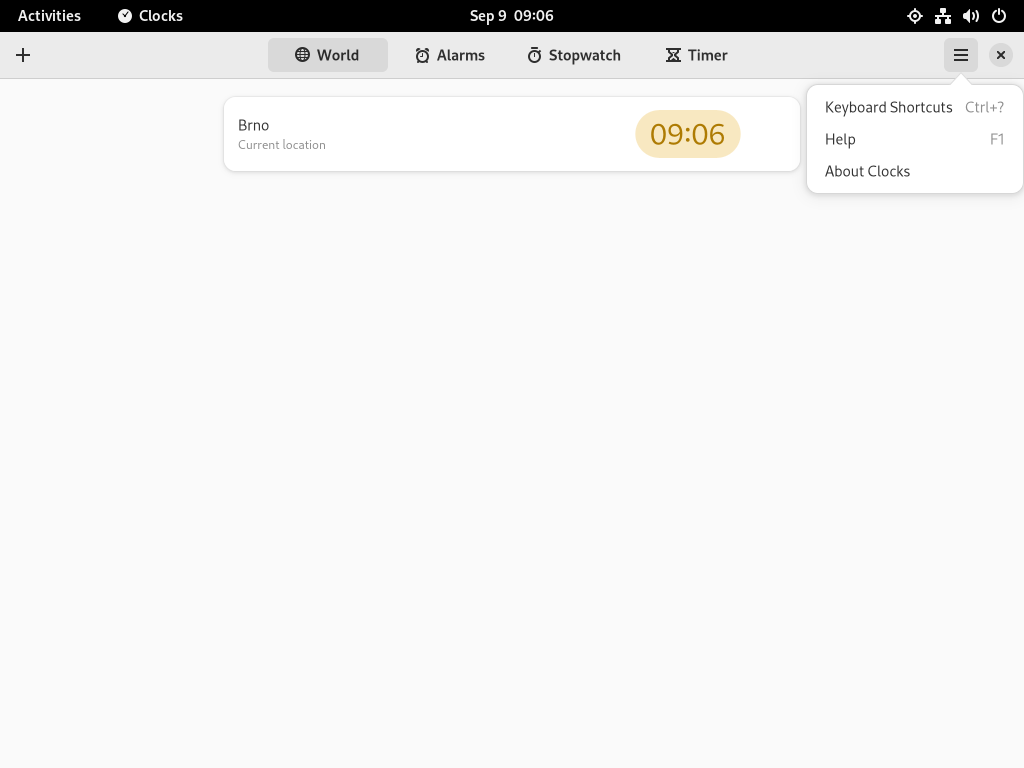 Activities Clocks Sep 9 09:06
World Alarms Stopwatch Timer
Keyboard Shortcuts Ctrl+?
Help F1
About Clocks
Brno
Current location
09:06